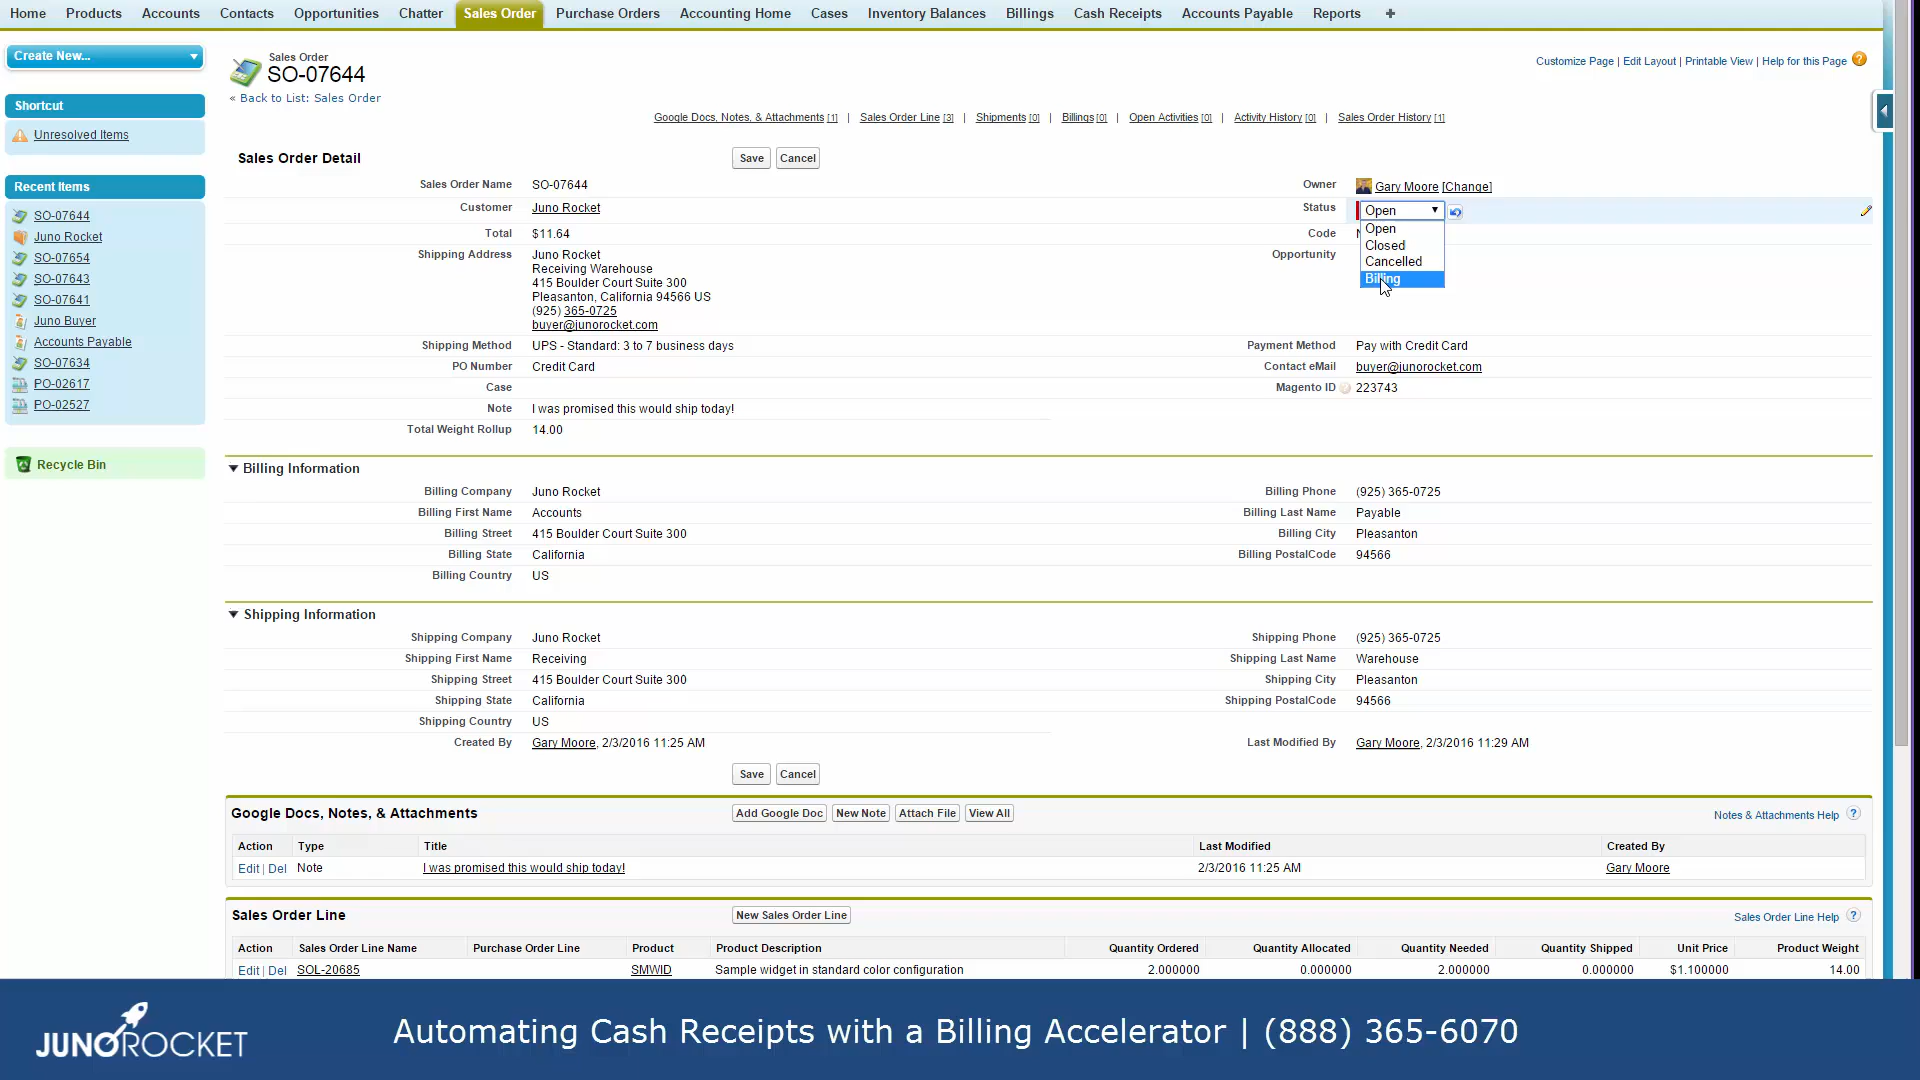 Home Products Accounts Contacts Opportunities Chatter Sales Order Purchase Orders Accounting Home Cases Inventory Balances Billings Cash Receipts Accounts Payable Reports +
Create New...
Shortcut
Unresolved Items
Recent Items
SO-07644
Juno Rocket
SO-07654
SO-07643
SO-07641
Juno Buyer
Accounts Payable
SO-07634
PO-02617
PO-02527
Recycle Bin
Sales Order
SO-07644
« Back to List: Sales Order
Customize Page | Edit Layout | Printable View | Help for this Page ?
Google Docs, Notes, & Attachments [1] | Sales Order Line [3] | Shipments [0] | Billings [0] | Open Activities [0] | Activity History [0] | Sales Order History [1]
Sales Order Detail Save Cancel
Sales Order Name SO-07644 Owner Gary Moore [Change]
Customer Juno Rocket Status Open
Open
Closed
Cancelled
Billing
Total $11.64 Code
Shipping Address Juno Rocket Opportunity
Receiving Warehouse
415 Boulder Court Suite 300
Pleasanton, California 94566 US
(925) 365-0725
buyer@junorocket.com
Shipping Method UPS - Standard: 3 to 7 business days Payment Method Pay with Credit Card
PO Number Credit Card Contact eMail buyer@junorocket.com
Case Magento ID 223743
Note I was promised this would ship today!
Total Weight Rollup 14.00
Billing Information
Billing Company Juno Rocket Billing Phone (925) 365-0725
Billing First Name Accounts Billing Last Name Payable
Billing Street 415 Boulder Court Suite 300 Billing City Pleasanton
Billing State California Billing PostalCode 94566
Billing Country US
Shipping Information
Shipping Company Juno Rocket Shipping Phone (925) 365-0725
Shipping First Name Receiving Shipping Last Name Warehouse
Shipping Street 415 Boulder Court Suite 300 Shipping City Pleasanton
Shipping State California Shipping PostalCode 94566
Shipping Country US
Created By Gary Moore, 2/3/2016 11:25 AM Last Modified By Gary Moore, 2/3/2016 11:29 AM
Save Cancel
Google Docs, Notes, & Attachments Add Google Doc New Note Attach File View All Notes & Attachments Help ?
Action Type Title Last Modified Created By
Edit | Del Note I was promised this would ship today! 2/3/2016 11:25 AM Gary Moore
Sales Order Line New Sales Order Line Sales Order Line Help ?
Action Sales Order Line Name Purchase Order Line Product Product Description Quantity Ordered Quantity Allocated Quantity Needed Quantity Shipped Unit Price Product Weight
Edit | Del SOL-20685 SMWID Sample widget in standard color configuration 2.000000 0.000000 2.000000 0.000000 $1.100000 14.00
JUNOROCKET Automating Cash Receipts with a Billing Accelerator | (888) 365-6070